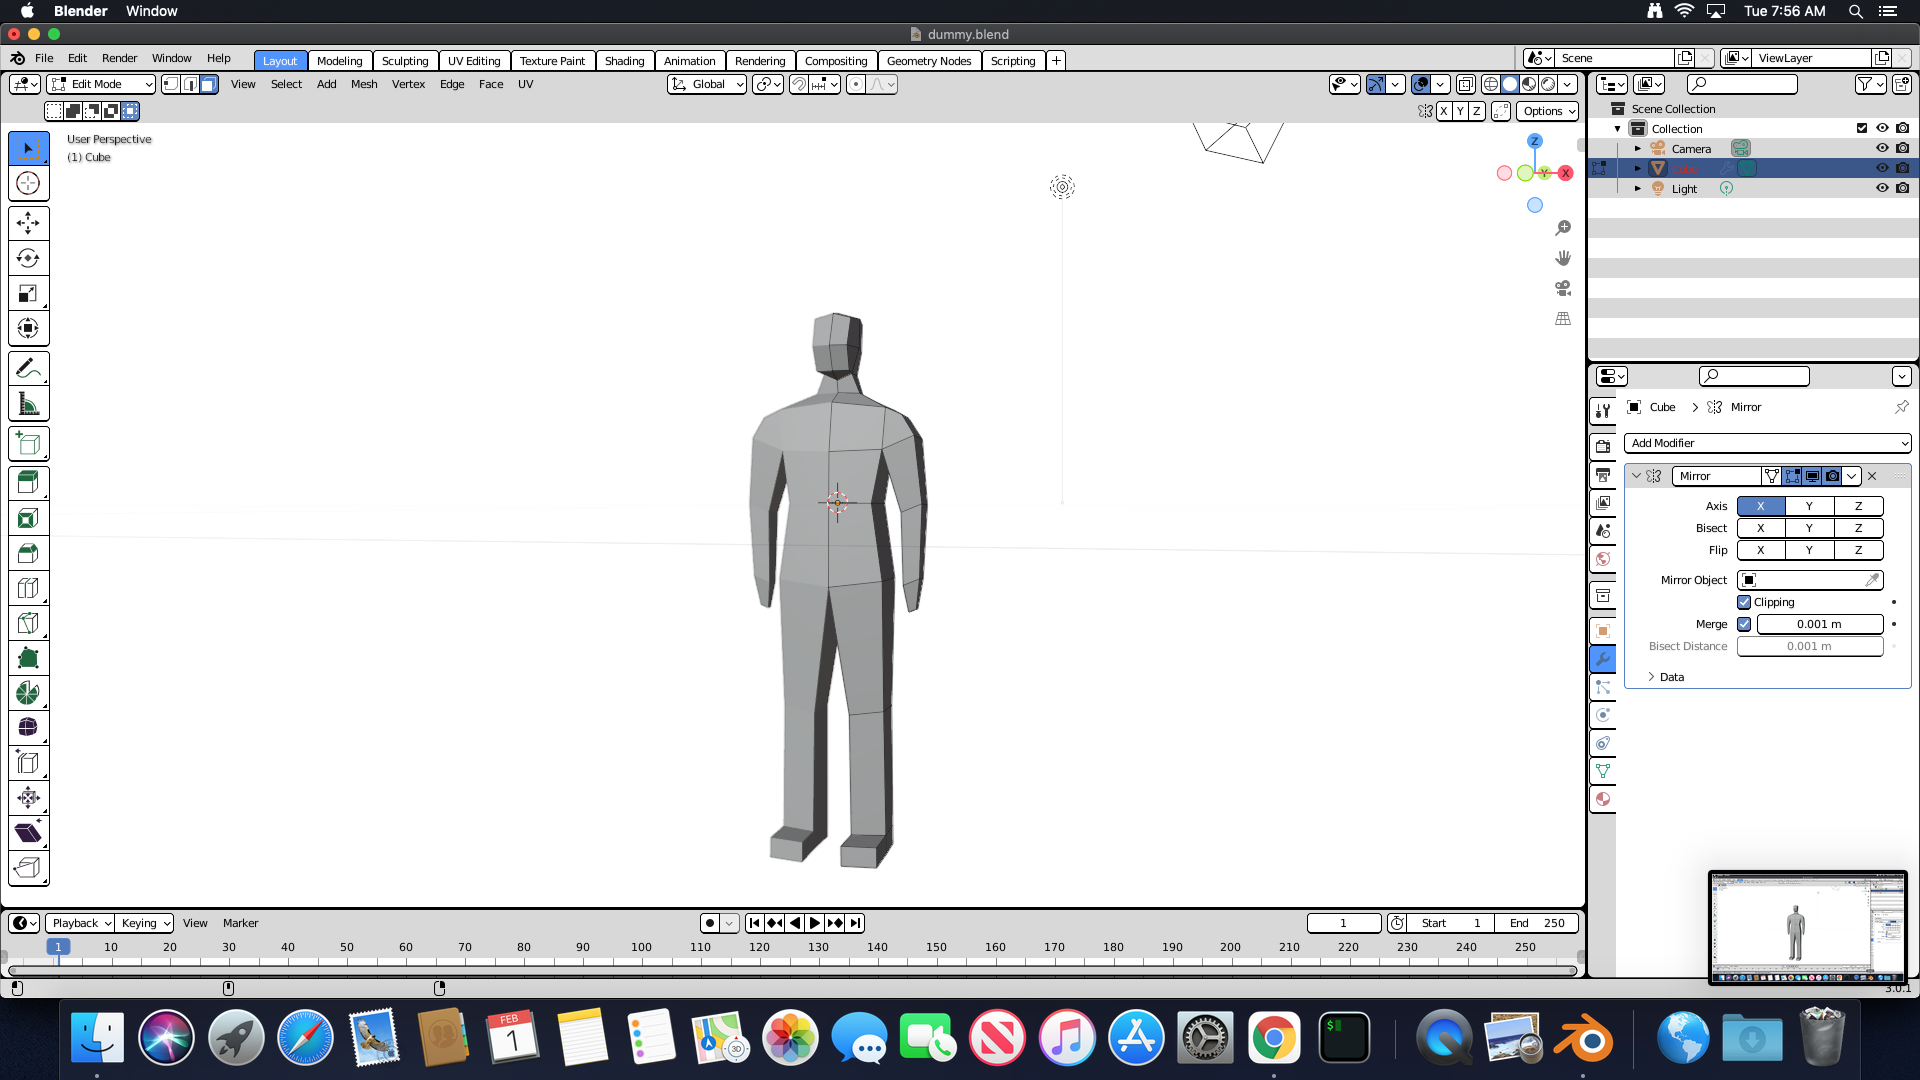 Blender Window Tue 7:56 AM
dummy.blend
File Edit Render Window Help Layout Modeling Sculpting UV Editing Texture Paint Shading Animation Rendering Compositing Geometry Nodes Scripting + Scene ViewLayer
Edit Mode View Select Add Mesh Vertex Edge Face UV Global
X Y Z Options
User Perspective
(1) Cube
Z
Y X
Scene Collection
Collection
Camera
Cube
Light
Cube > Mirror
Add Modifier
Mirror
Axis X Y Z
Bisect X Y Z
Flip X Y Z
Mirror Object
Clipping
Merge 0.001 m
Bisect Distance 0.001 m
Data
Playback Keying View Marker 1 Start 1 End 250
1 10 20 30 40 50 60 70 80 90 100 110 120 130 140 150 160 170 180 190 200 210 220 230 240 250
3.0.1
FEB
1
3D
$